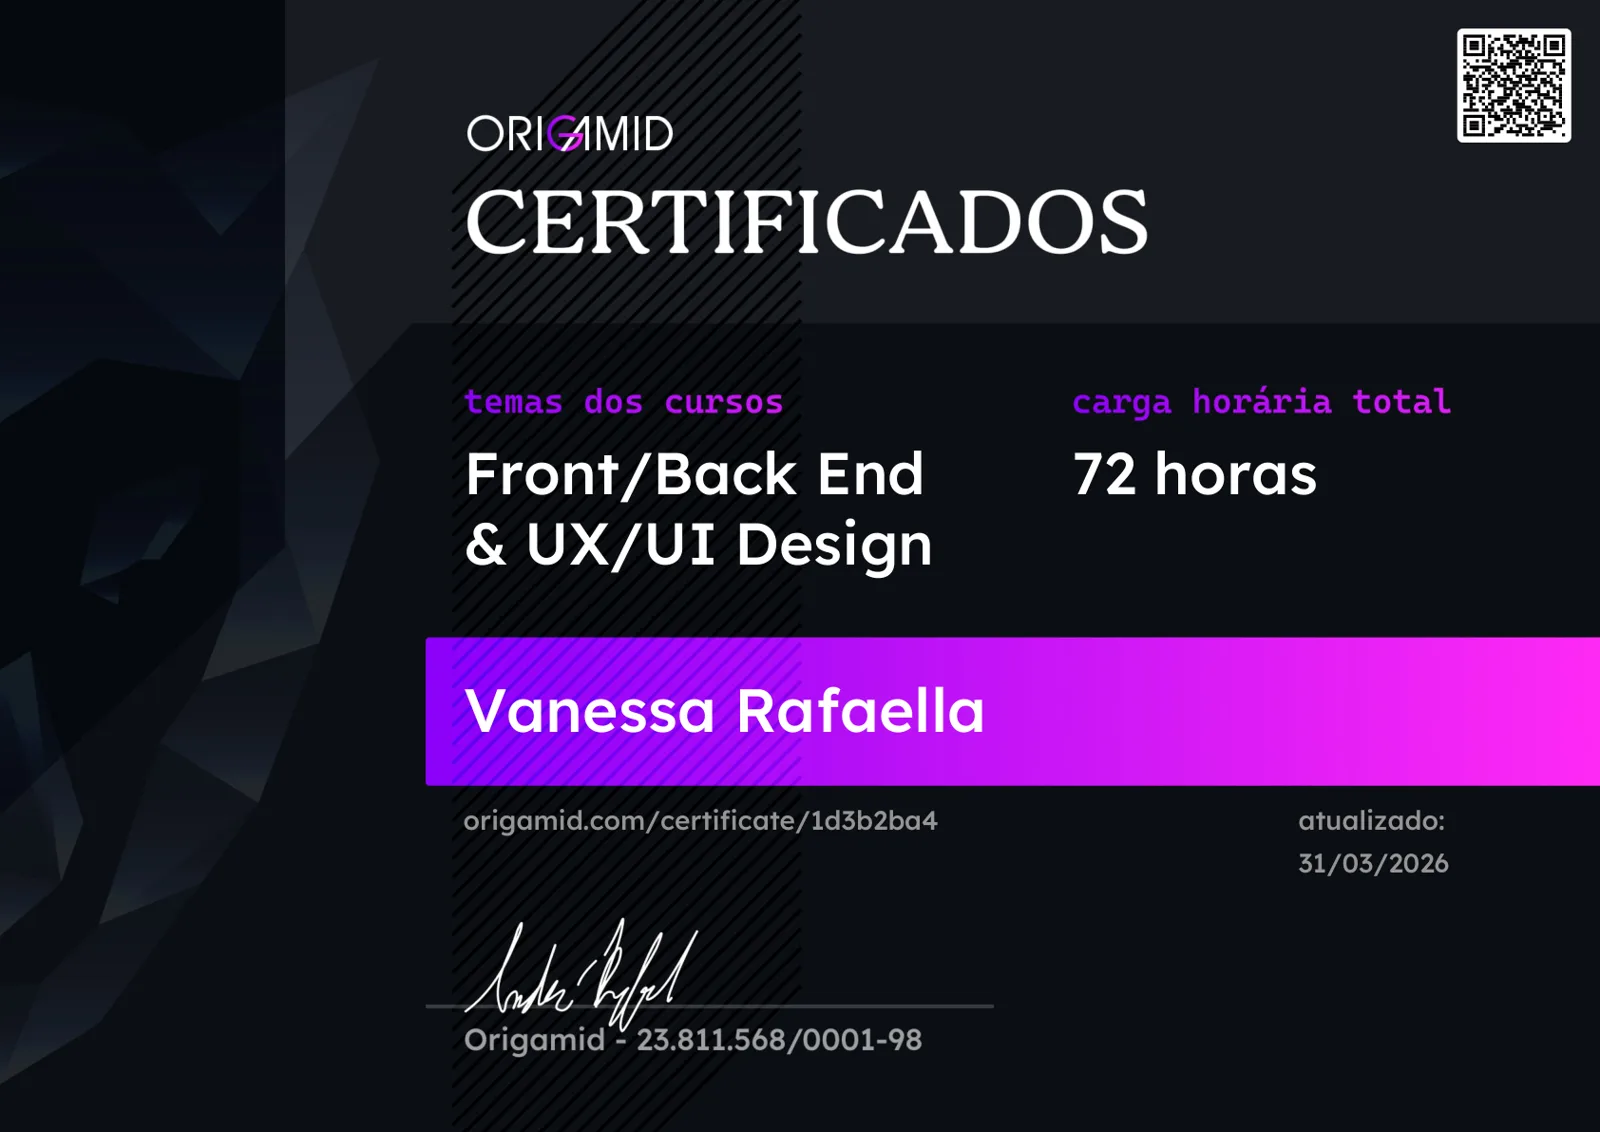 ORIGAMID
CERTIFICADOS
temas dos cursos
Front/Back End
& UX/UI Design
carga horária total
72 horas
Vanessa Rafaella
origamid.com/certificate/1d3b2ba4
atualizado:
31/03/2026
Origamid - 23.811.568/0001-98